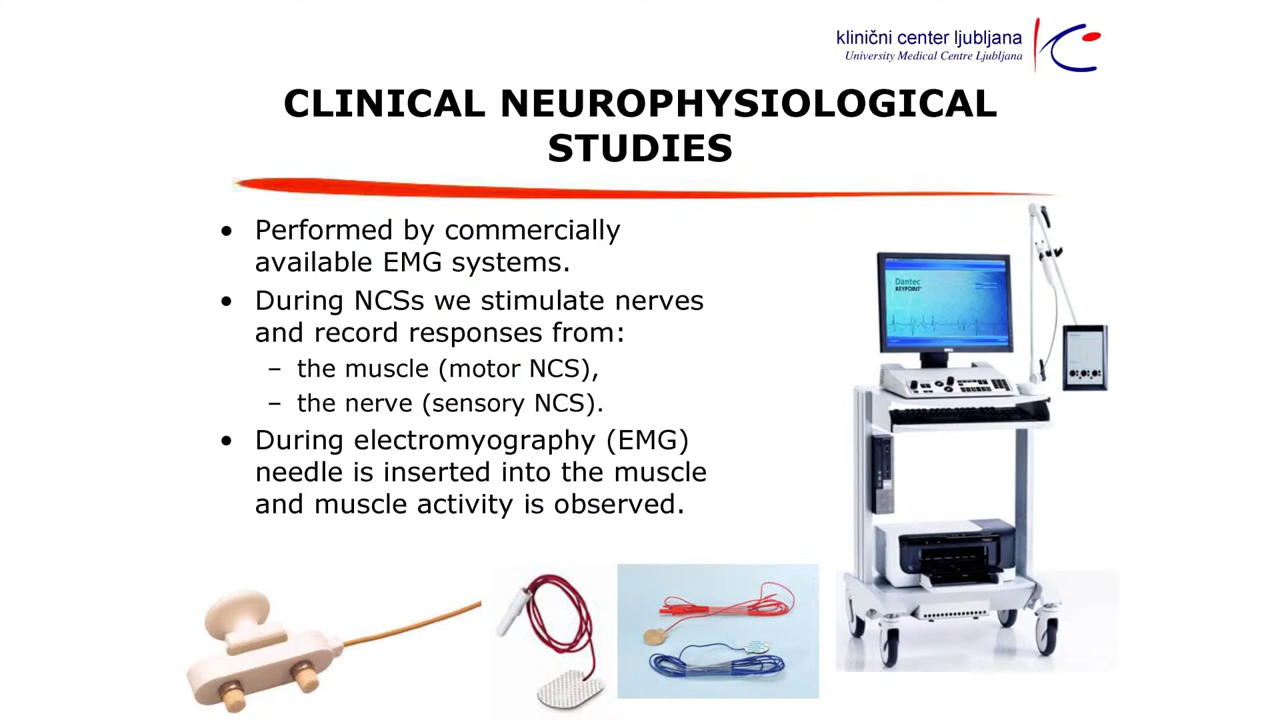 klinični center ljubljana
University Medical Centre Ljubljana
CLINICAL NEUROPHYSIOLOGICAL
STUDIES
• Performed by commercially
available EMG systems.
• During NCSs we stimulate nerves
and record responses from:
– the muscle (motor NCS),
– the nerve (sensory NCS).
• During electromyography (EMG)
needle is inserted into the muscle
and muscle activity is observed.
Dantec
KEYPOINT